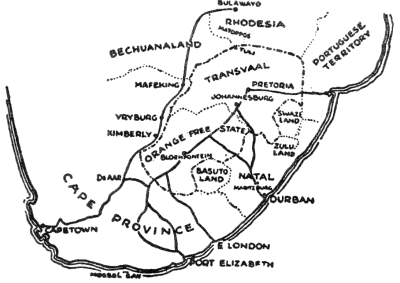 BULAWAYO
RHODESIA
MATOPPOS
BECHUANALAND
TULI
PORTUGUESE
TERRITORY
TRANSVAAL
MAFEKING
PRETORIA
JOHANNESBURG
VRYBURG
SWAZI
LAND
KIMBERLY
ORANGE FREE
STATE
ZULU
LAND
BLOEMFONTEIN
BASUTO
LAND
NATAL
MARITZBURG
DE AAR
DURBAN
CAPE
PROVINCE
CAPETOWN
E LONDON
PORT ELIZABETH
MOSSEL BAY